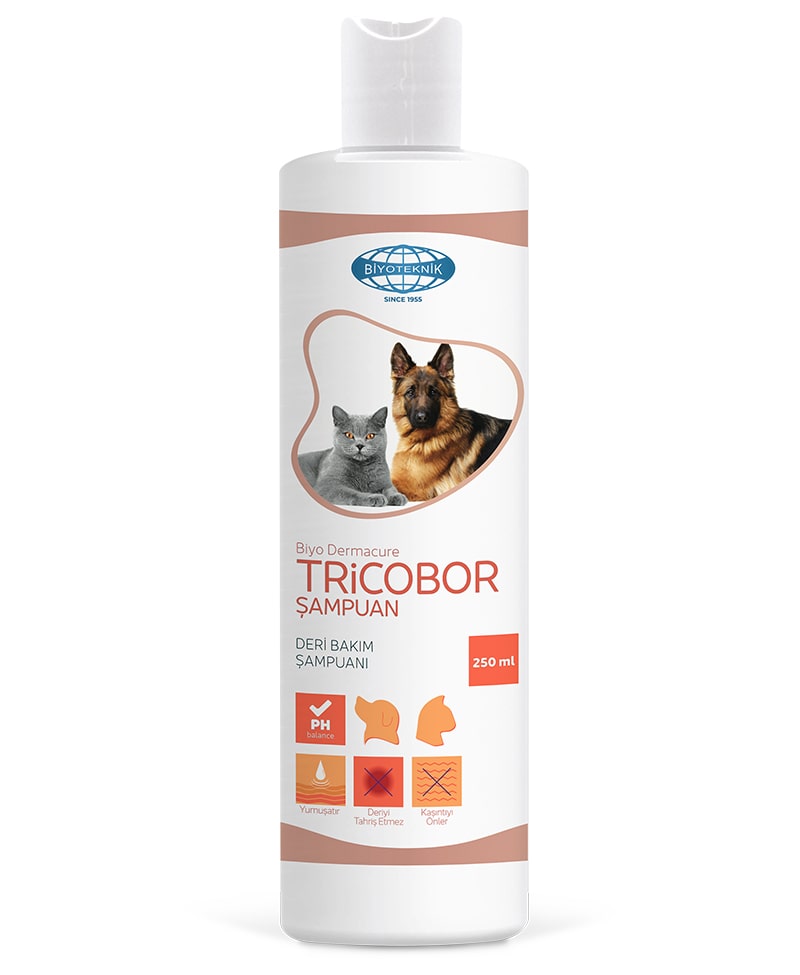 BİYOTEKNİK
SINCE 1955
Biyo Dermacure
TRiCOBOR
ŞAMPUAN
DERİ BAKIM
ŞAMPUANI
250 ml
PH
balance
Yumuşatır
Deriyi
Tahriş Etmez
Kaşıntıyı
Önler